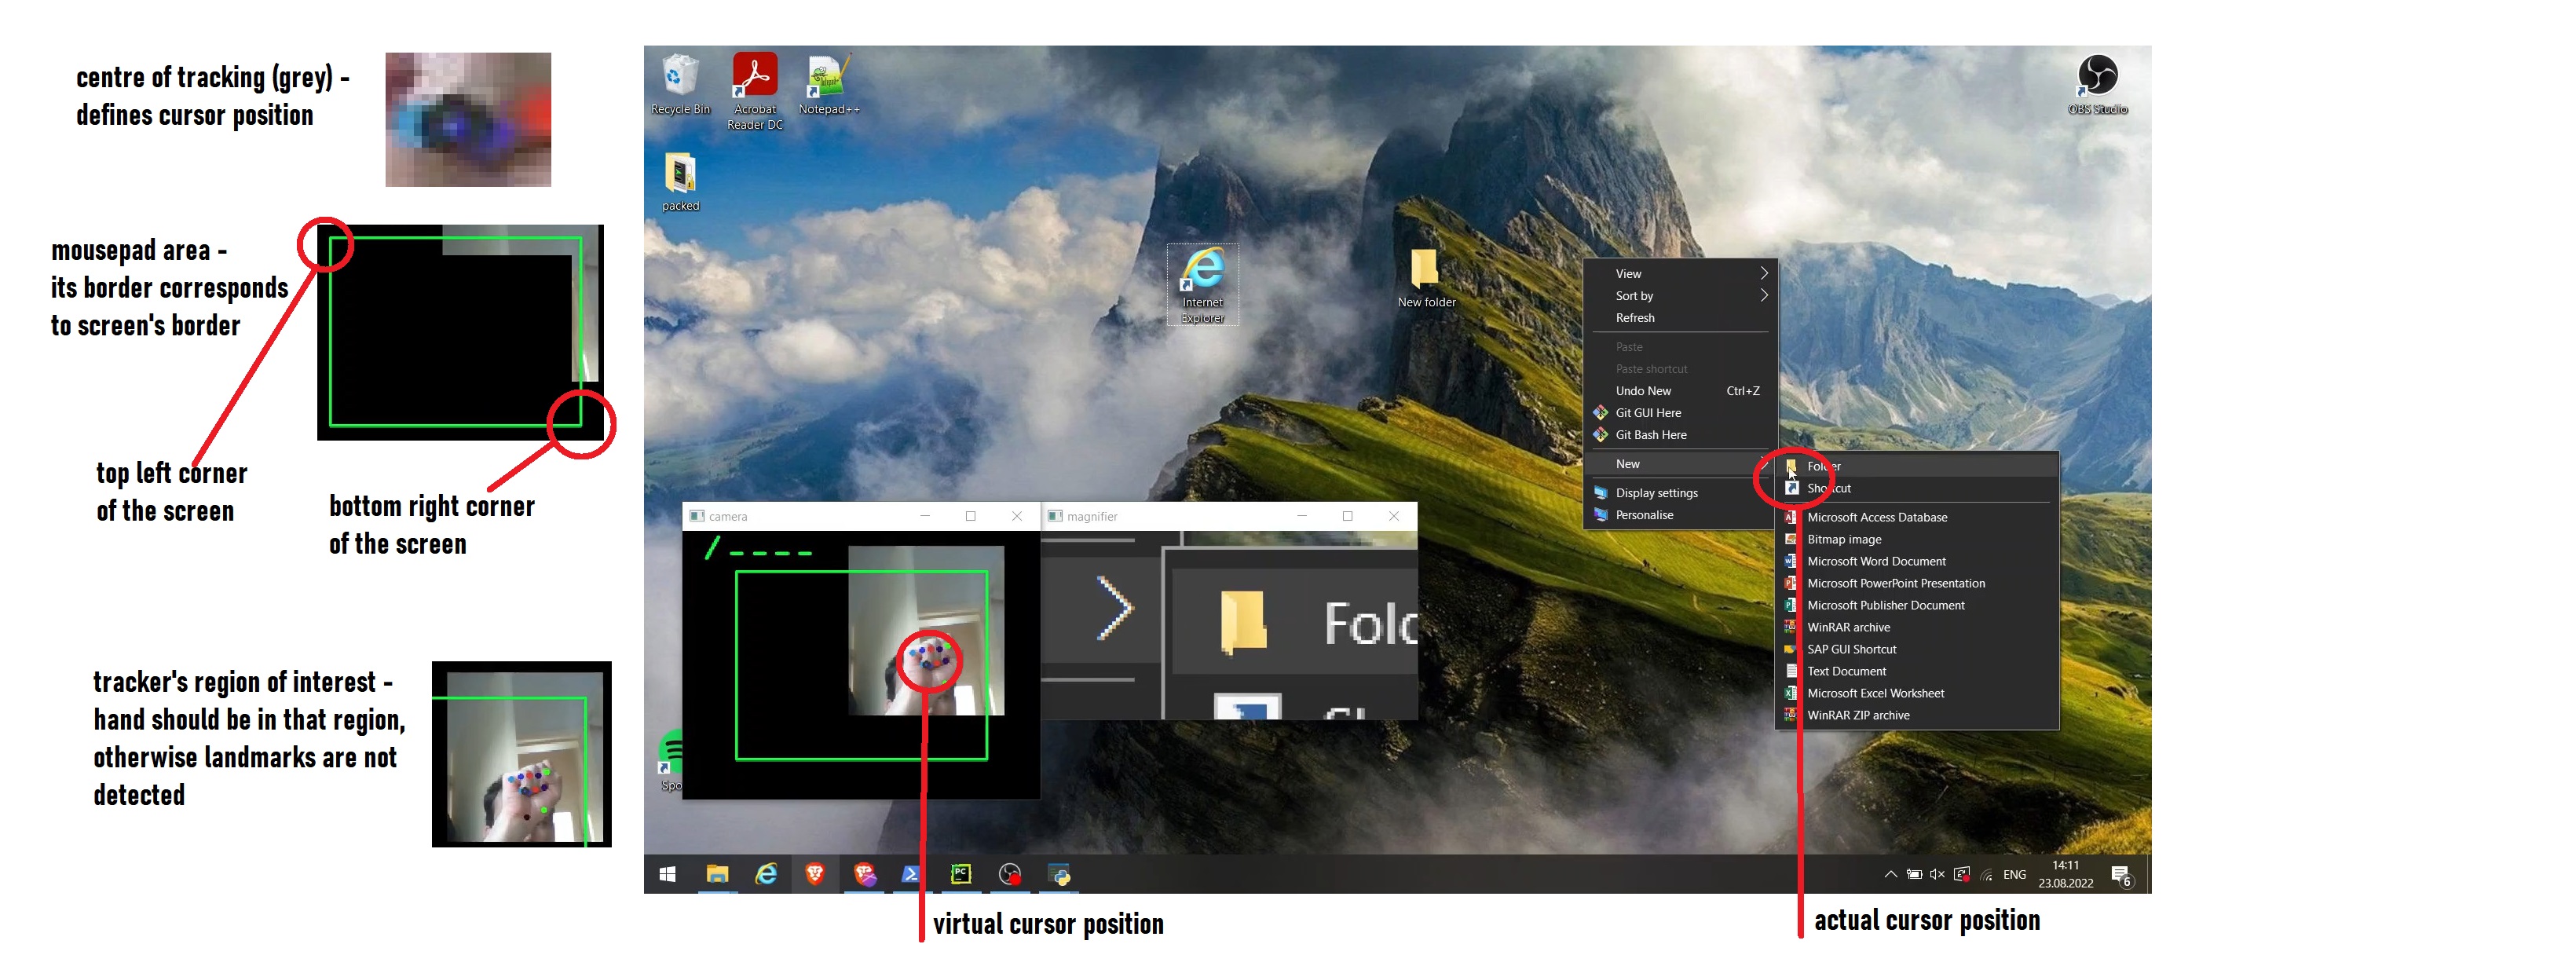 centre of tracking (grey) -
defines cursor position
mousepad area -
its border corresponds
to screen's border
top left corner
of the screen
bottom right corner
of the screen
tracker's region of interest -
hand should be in that region,
otherwise landmarks are not
detected
Recycle Bin
Acrobat
Reader DC
Notepad++
OBS Studio
packed
Internet
Explorer
New folder
View
Sort by
Refresh
Paste
Paste shortcut
Undo New Ctrl+Z
Git GUI Here
Git Bash Here
New
Display settings
Personalise
Folder
Shortcut
Microsoft Access Database
Bitmap image
Microsoft Word Document
Microsoft PowerPoint Presentation
Microsoft Publisher Document
WinRAR archive
SAP GUI Shortcut
Text Document
Microsoft Excel Worksheet
WinRAR ZIP archive
camera
magnifier
Folc
Spo
PC
ENG
14:11
23.08.2022
6
virtual cursor position
actual cursor position